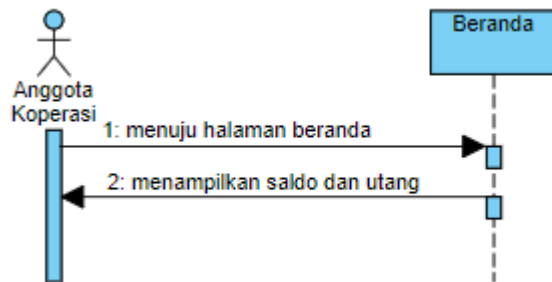 Beranda
Anggota
Koperasi
1: menuju halaman beranda
2: menampilkan saldo dan utang